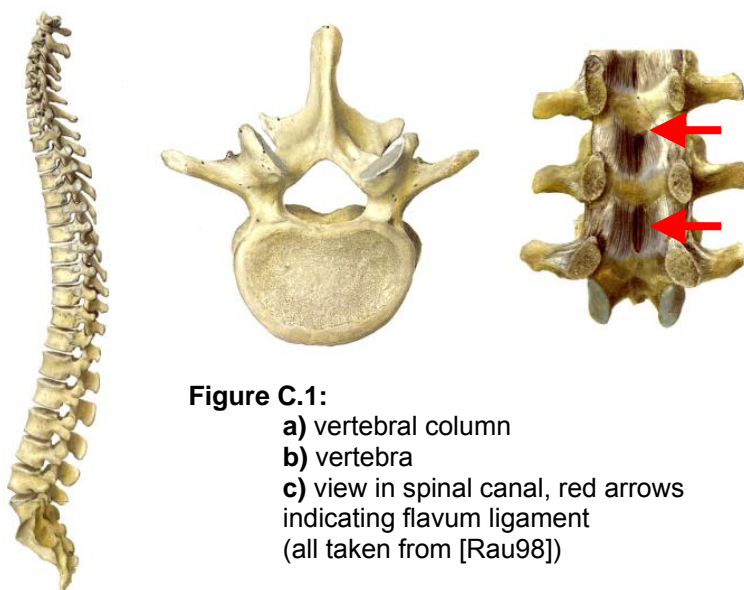 Figure C.1:
a) vertebral column
b) vertebra
c) view in spinal canal, red arrows
indicating flavum ligament
(all taken from [Rau98])